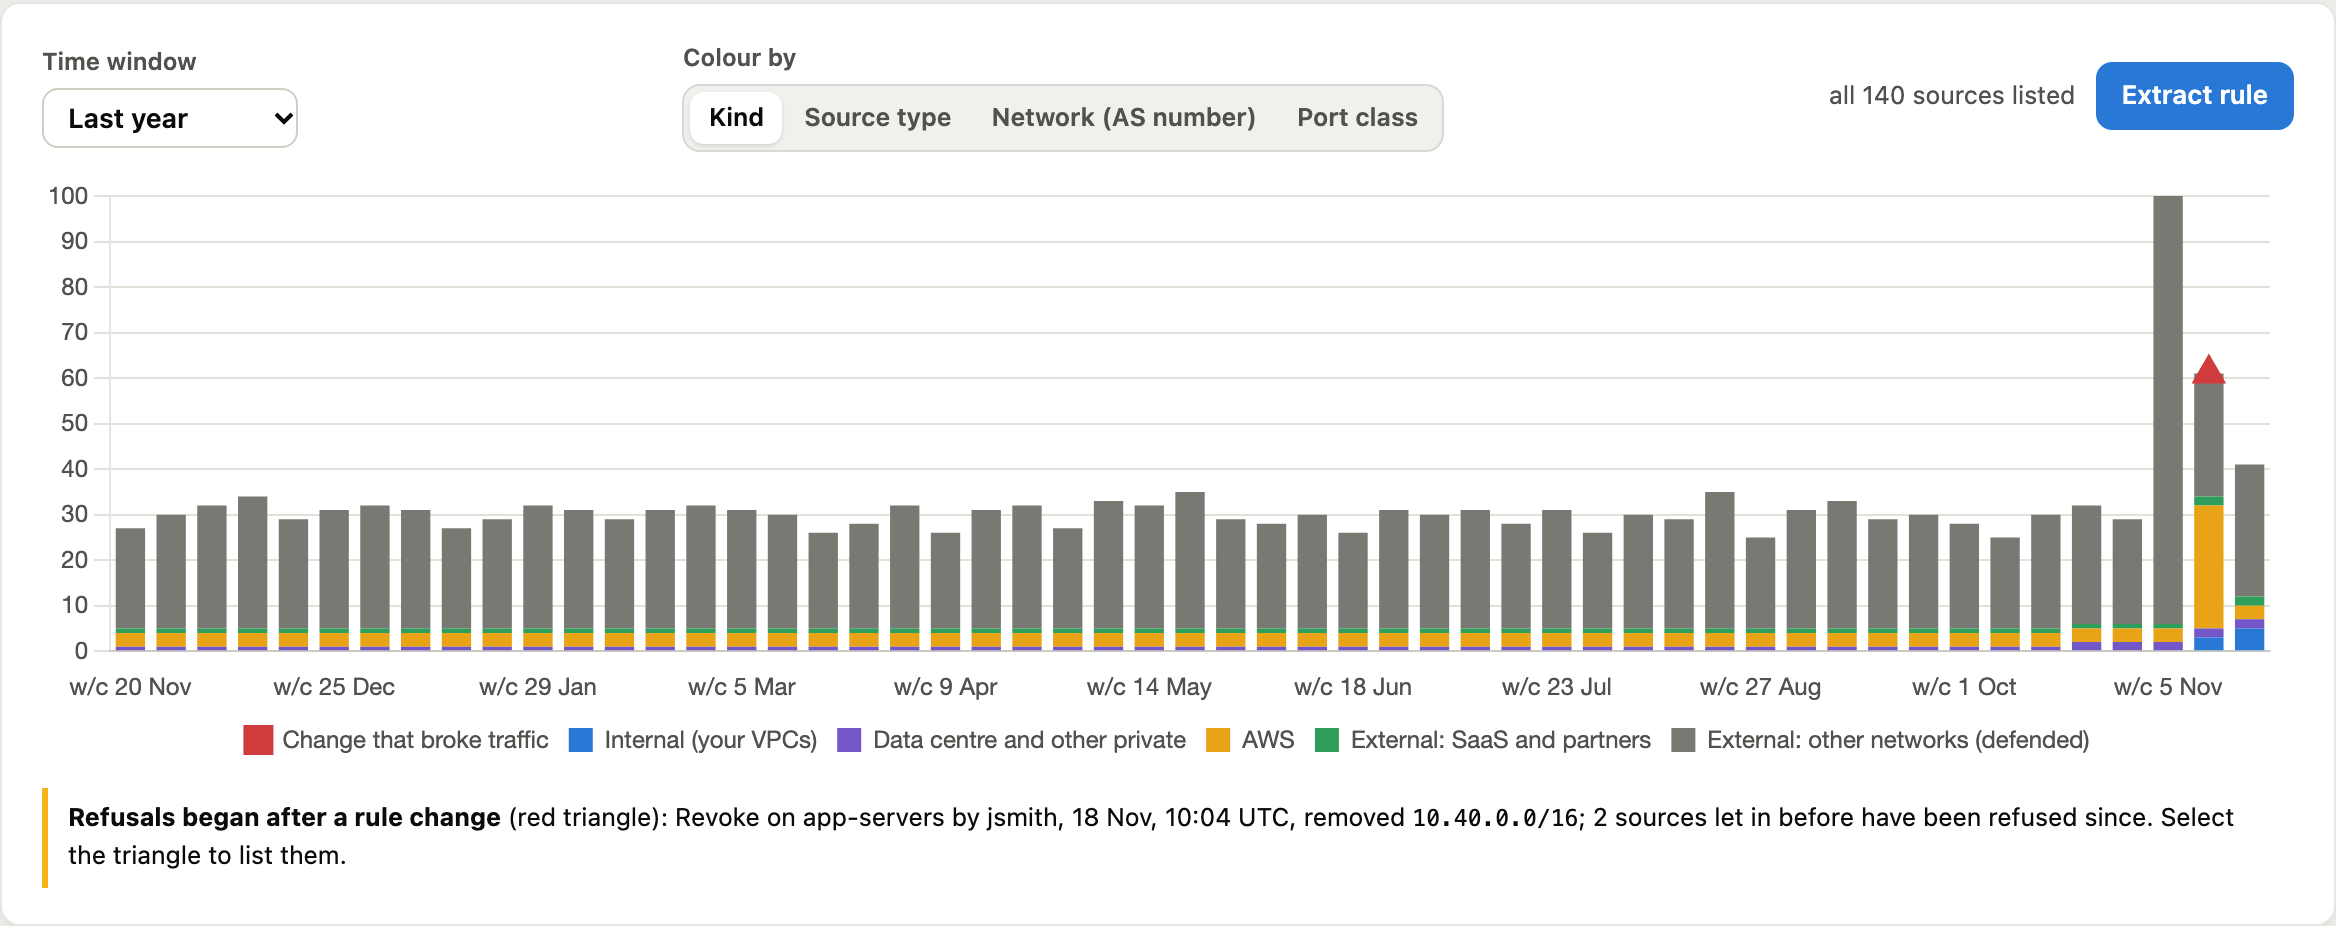 Time window
Last year
Colour by
Kind
Source type
Network (AS number)
Port class
all 140 sources listed
Extract rule
100
90
80
70
60
50
40
30
20
10
0
w/c 20 Nov
w/c 25 Dec
w/c 29 Jan
w/c 5 Mar
w/c 9 Apr
w/c 14 May
w/c 18 Jun
w/c 23 Jul
w/c 27 Aug
w/c 1 Oct
w/c 5 Nov
Change that broke traffic
Internal (your VPCs)
Data centre and other private
AWS
External: SaaS and partners
External: other networks (defended)
Refusals began after a rule change (red triangle): Revoke on app-servers by jsmith, 18 Nov, 10:04 UTC, removed 10.40.0.0/16; 2 sources let in before have been refused since. Select
the triangle to list them.